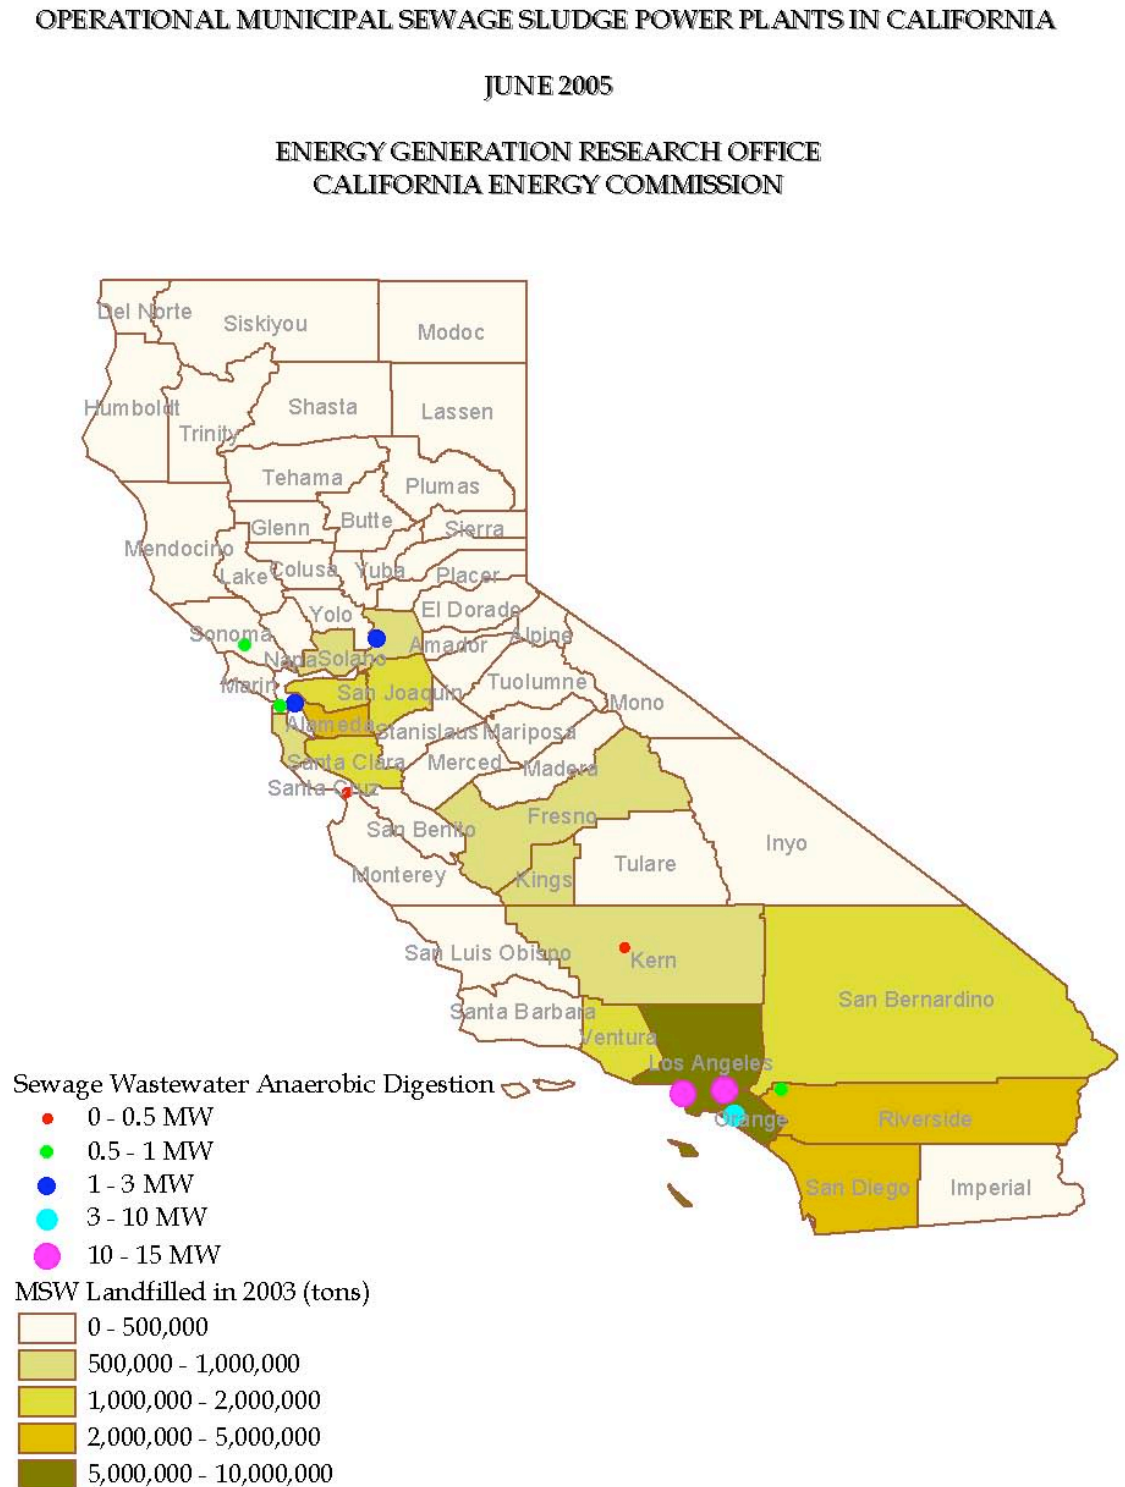 OPERATIONAL MUNICIPAL SEWAGE SLUDGE POWER PLANTS IN CALIFORNIA
JUNE 2005
ENERGY GENERATION RESEARCH OFFICE
CALIFORNIA ENERGY COMMISSION
Del Norte
Siskiyou
Modoc
Humboldt
Trinity
Shasta
Lassen
Tehama
Plumas
Glenn
Butte
Sierra
Mendocino
Lake
Colusa
Yuba
Placer
Yolo
El Dorado
Sonoma
Napa
Solano
Amador
Alpine
Marin
San Joaquin
Tuolumne
Mono
Alameda
Stanislaus
Mariposa
Santa Clara
Merced
Madera
Santa Cruz
San Benito
Fresno
Inyo
Monterey
Kings
Tulare
San Luis Obispo
Kern
San Bernardino
Santa Barbara
Ventura
Los Angeles
Orange
Riverside
San Diego
Imperial
Sewage Wastewater Anaerobic Digestion
0 - 0.5 MW
0.5 - 1 MW
1 - 3 MW
3 - 10 MW
10 - 15 MW
MSW Landfilled in 2003 (tons)
0 - 500,000
500,000 - 1,000,000
1,000,000 - 2,000,000
2,000,000 - 5,000,000
5,000,000 - 10,000,000